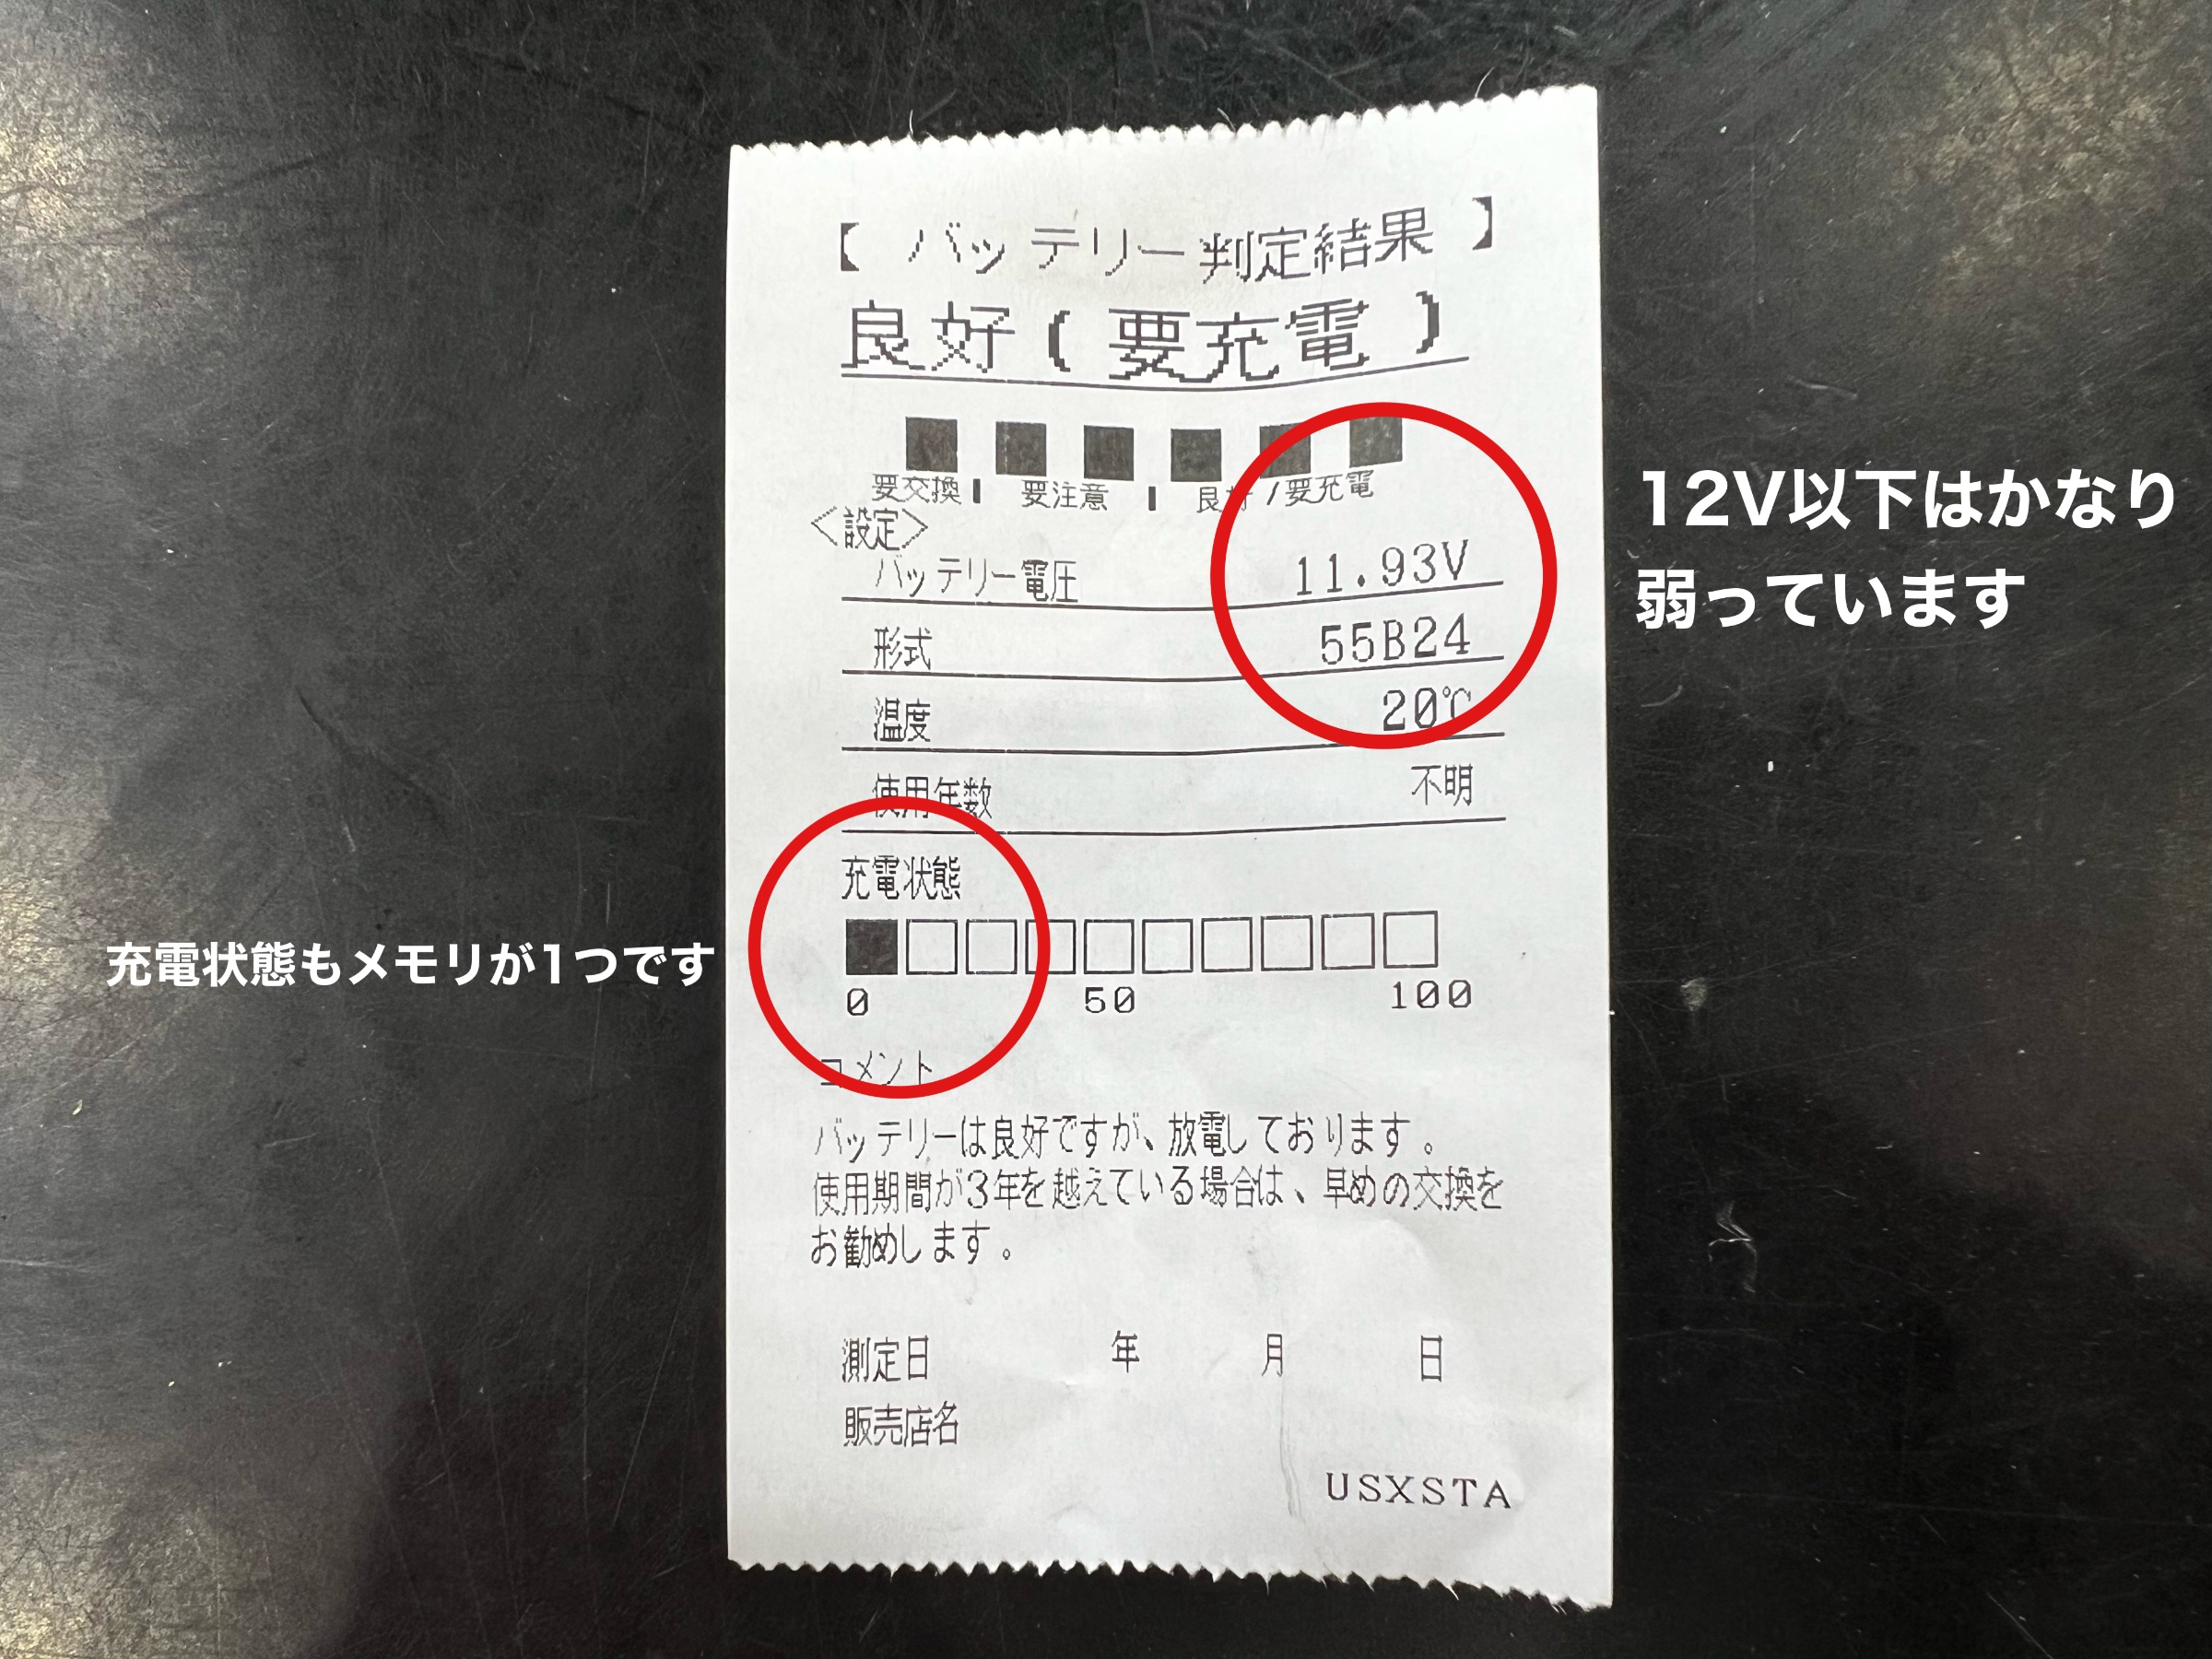 【 バッテリー判定結果 】
良好(要充電)
要交換 | 要注意 | 良好/要充電
<設定>
バッテリー電圧 11.93V
形式 55B24
温度 20℃
使用年数 不明
充電状態
0 50 100
コメント
バッテリーは良好ですが、放電しております。
使用期間が3年を越えている場合は、早めの交換を
お勧めします。
測定日 年 月 日
販売店名
USXSTA
12V以下はかなり
弱っています
充電状態もメモリが1つです